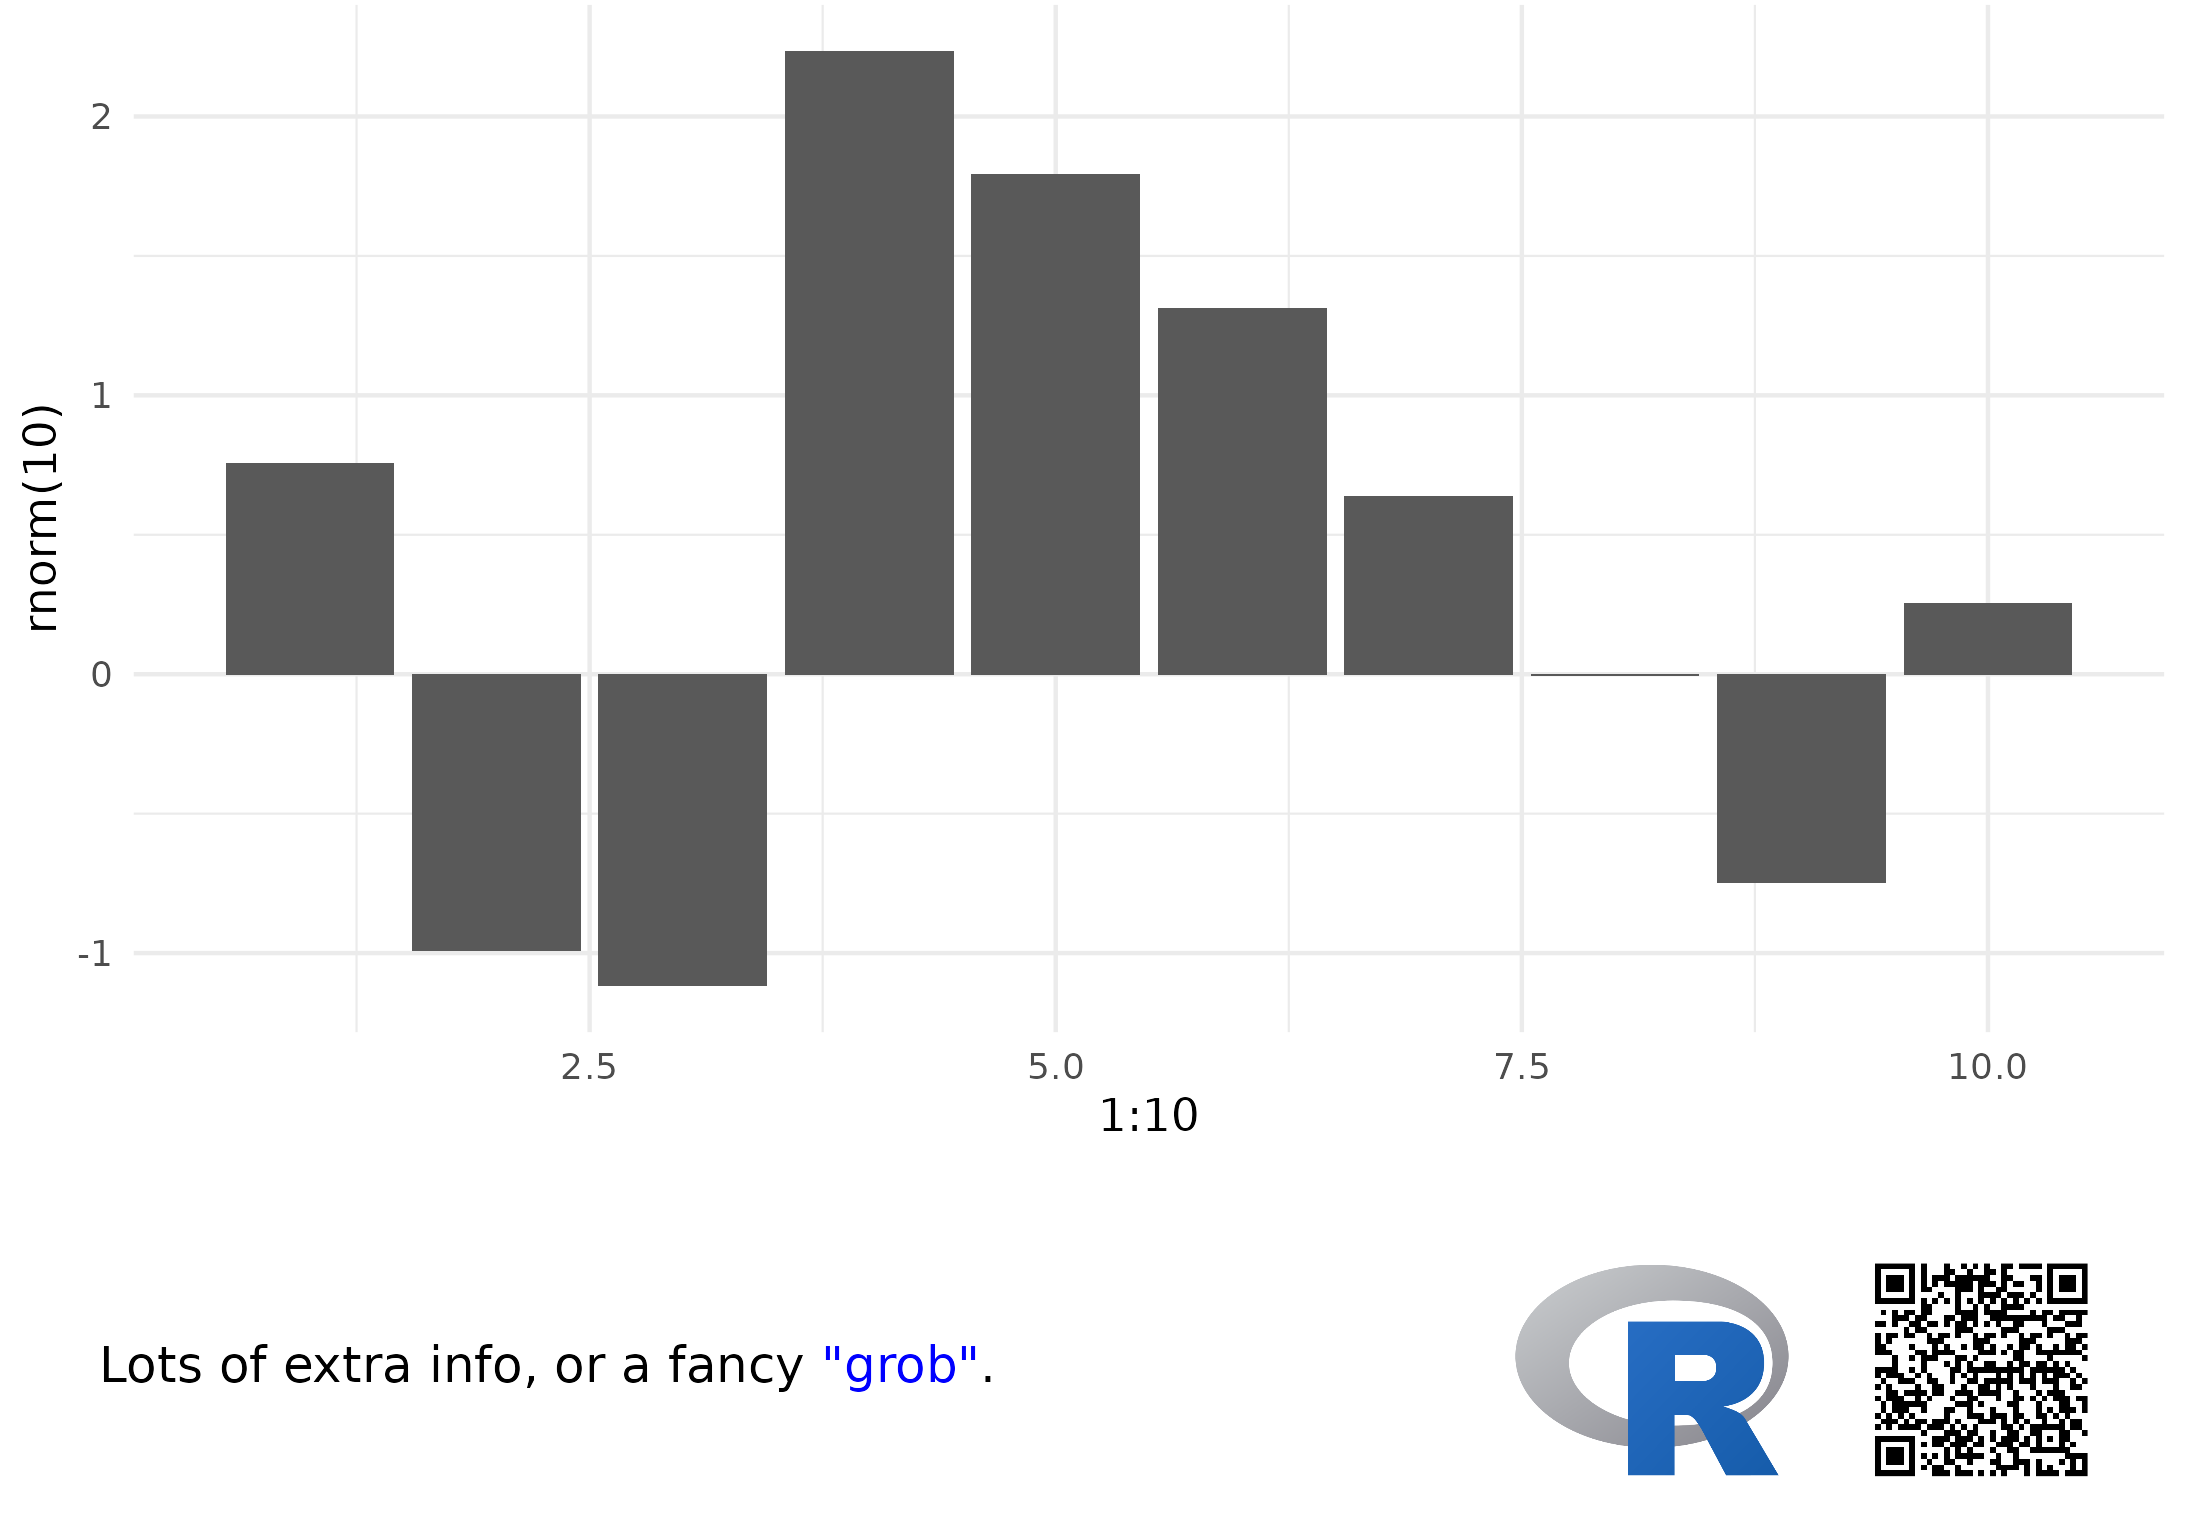 2
1
0
-1
rnorm(10)
2.5 5.0 7.5 10.0
1:10
Lots of extra info, or a fancy "grob".
R